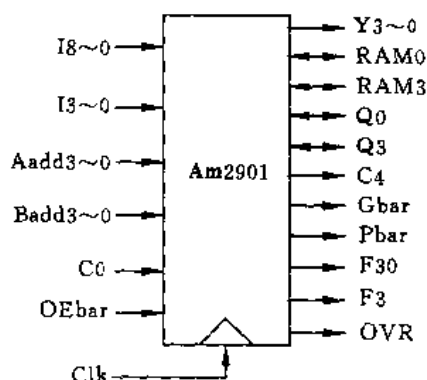 I8~0
I3~0
Aadd3~0
Badd3~0
C0
OEbar
Clk
Am2901
Y3~0
RAM0
RAM3
Q0
Q3
C4
Gbar
Pbar
F30
F3
OVR